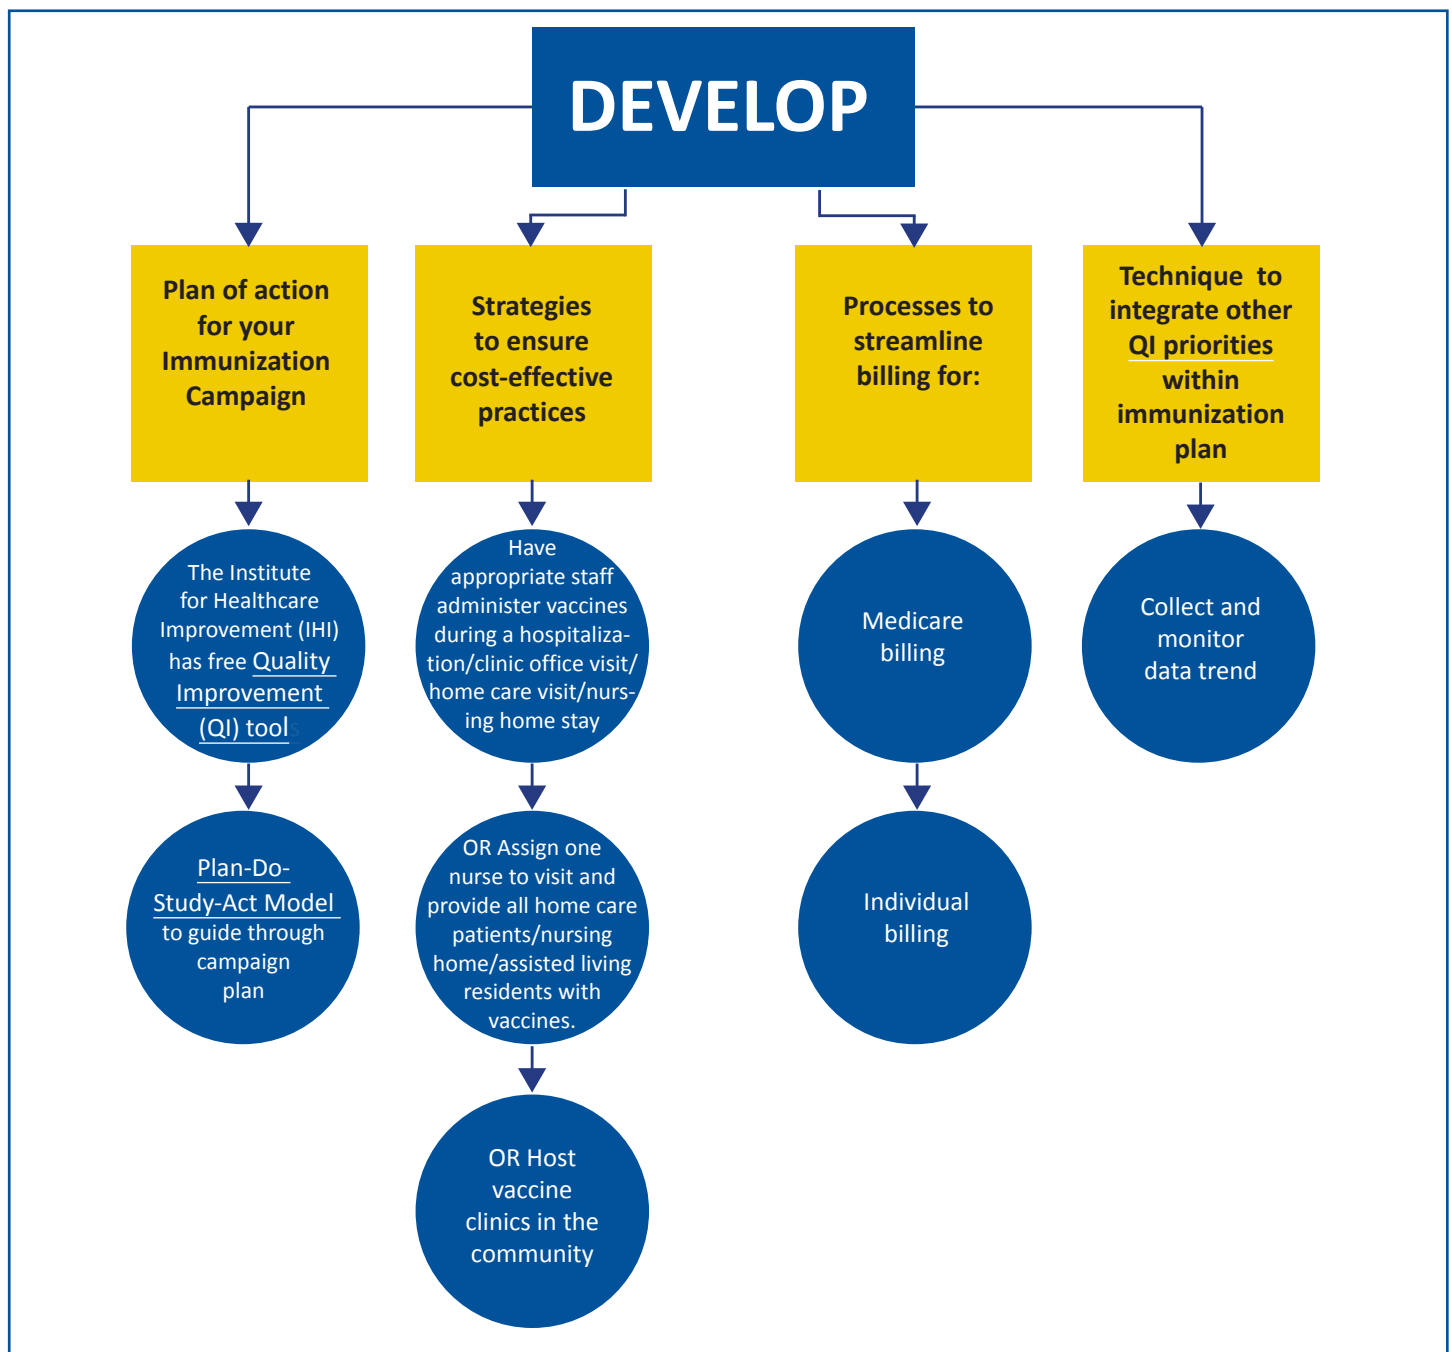 DEVELOP
Plan of action
for your
Immunization
Campaign
Strategies
to ensure
cost-effective
practices
Processes to
streamline
billing for:
Technique to
integrate other
QI priorities
within
immunization
plan
The Institute
for Healthcare
Improvement (IHI)
has free Quality
Improvement
(QI) tools
Have
appropriate staff
administer vaccines
during a hospitaliza-
tion/clinic office visit/
home care visit/nurs-
ing home stay
Medicare
billing
Collect and
monitor
data trend
Plan-Do-
Study-Act Model
to guide through
campaign
plan
OR Assign one
nurse to visit and
provide all home care
patients/nursing
home/assisted living
residents with
vaccines.
Individual
billing
OR Host
vaccine
clinics in the
community